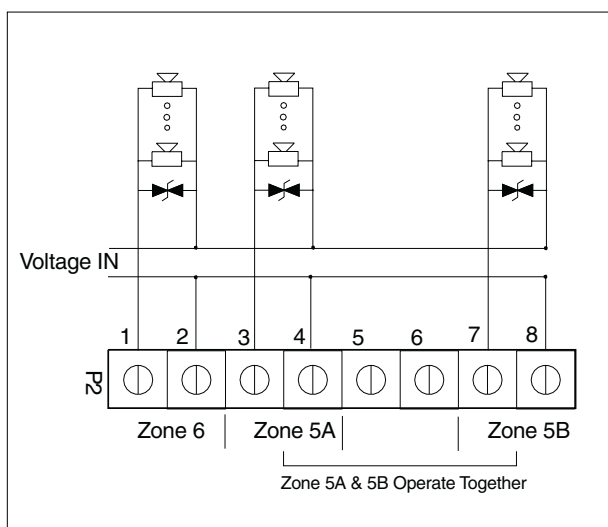 Voltage IN
1 2 3 4 5 6 7 8
P2
Zone 6 Zone 5A Zone 5B
Zone 5A & 5B Operate Together